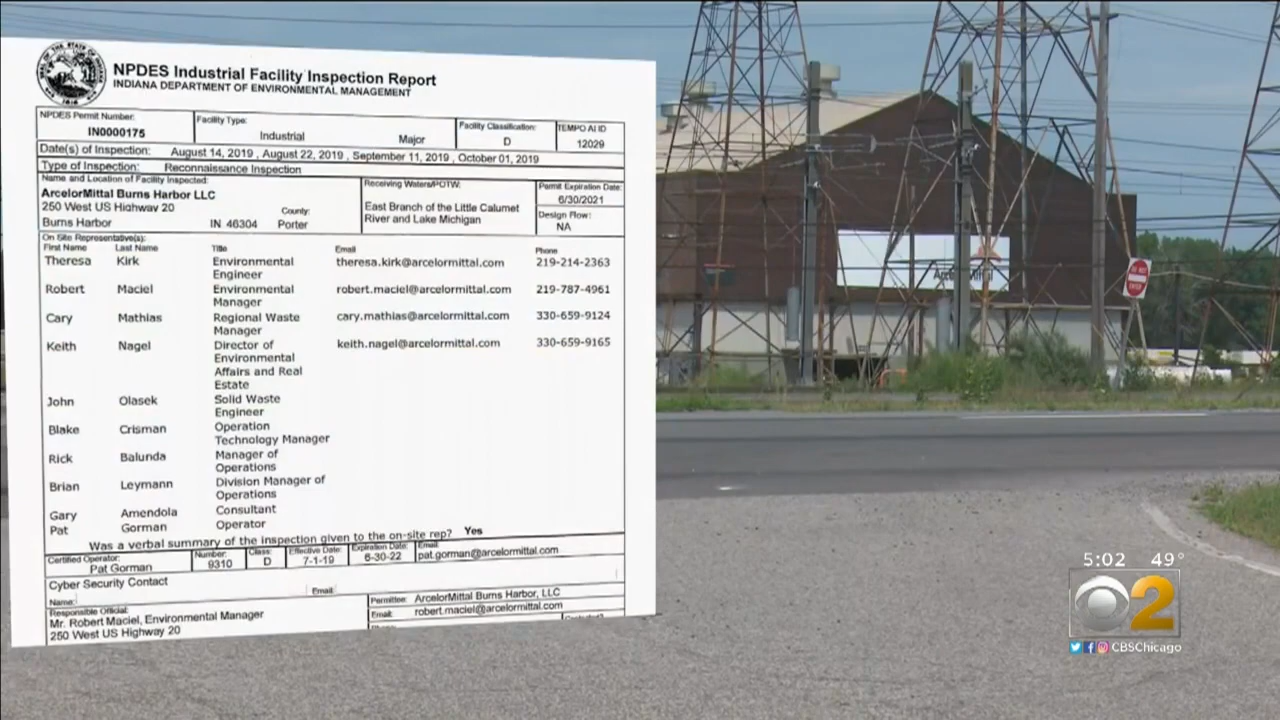 NPDES Industrial Facility Inspection Report
INDIANA DEPARTMENT OF ENVIRONMENTAL MANAGEMENT
NPDES Permit Number:
IN0000175
Facility Type:
Industrial Major
Facility Classification:
D
TEMPO AI ID
12029
Date(s) of Inspection: August 14, 2019 , August 22, 2019 , September 11, 2019 , October 01, 2019
Type of Inspection: Reconnaissance Inspection
Name and Location of Facility Inspected:
ArcelorMittal Burns Harbor LLC
250 West US Highway 20
County:
Burns Harbor IN 46304 Porter
Receiving Waters/POTW:
East Branch of the Little Calumet
River and Lake Michigan
Permit Expiration Date:
6/30/2021
Design Flow:
NA
On Site Representative(s):
First Name Last Name Title Email Phone
Theresa Kirk Environmental theresa.kirk@arcelormittal.com 219-214-2363
Engineer
Robert Maciel Environmental robert.maciel@arcelormittal.com 219-787-4961
Manager
Cary Mathias Regional Waste cary.mathias@arcelormittal.com 330-659-9124
Manager
Keith Nagel Director of keith.nagel@arcelormittal.com 330-659-9165
Environmental
Affairs and Real
Estate
John Olasek Solid Waste
Engineer
Blake Crisman Operation
Technology Manager
Rick Balunda Manager of
Operations
Brian Leymann Division Manager of
Operations
Gary Amendola Consultant
Pat Gorman Operator
Was a verbal summary of the inspection given to the on-site rep? Yes
Certified Operator:
Pat Gorman
Number:
9310
Class:
D
Effective Date:
7-1-19
Expiration Date:
6-30-22
Email:
pat.gorman@arcelormittal.com
Cyber Security Contact
Name: Email:
Responsible Official:
Mr. Robert Maciel, Environmental Manager
250 West US Highway 20
Permittee: ArcelorMittal Burns Harbor, LLC
Email: robert.maciel@arcelormittal.com
ArcelorMittal
DO NOT
ENTER
5:02 49°
2
CBSChicago